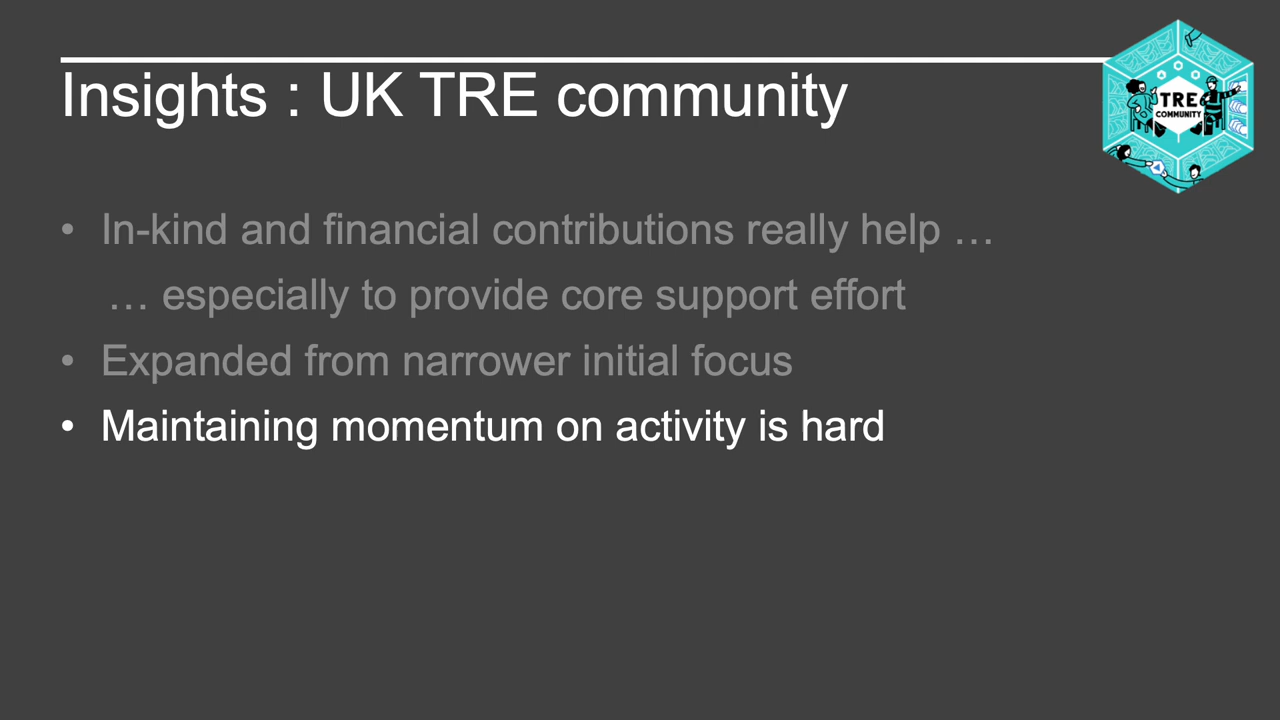 Insights : UK TRE community
TRE
COMMUNITY
• In-kind and financial contributions really help …
… especially to provide core support effort
• Expanded from narrower initial focus
• Maintaining momentum on activity is hard